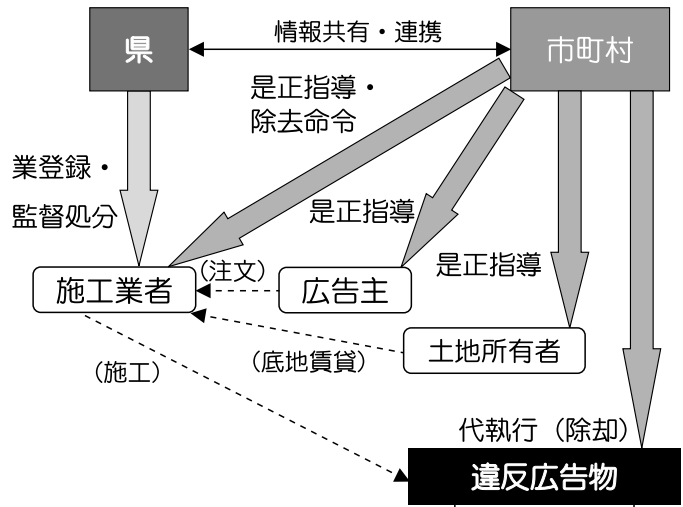 県
情報共有・連携
市町村
是正指導・
除去命令
業登録・
監督処分
是正指導
是正指導
施工業者
(注文)
広告主
土地所有者
(底地賃貸)
(施工)
代執行(除却)
違反広告物